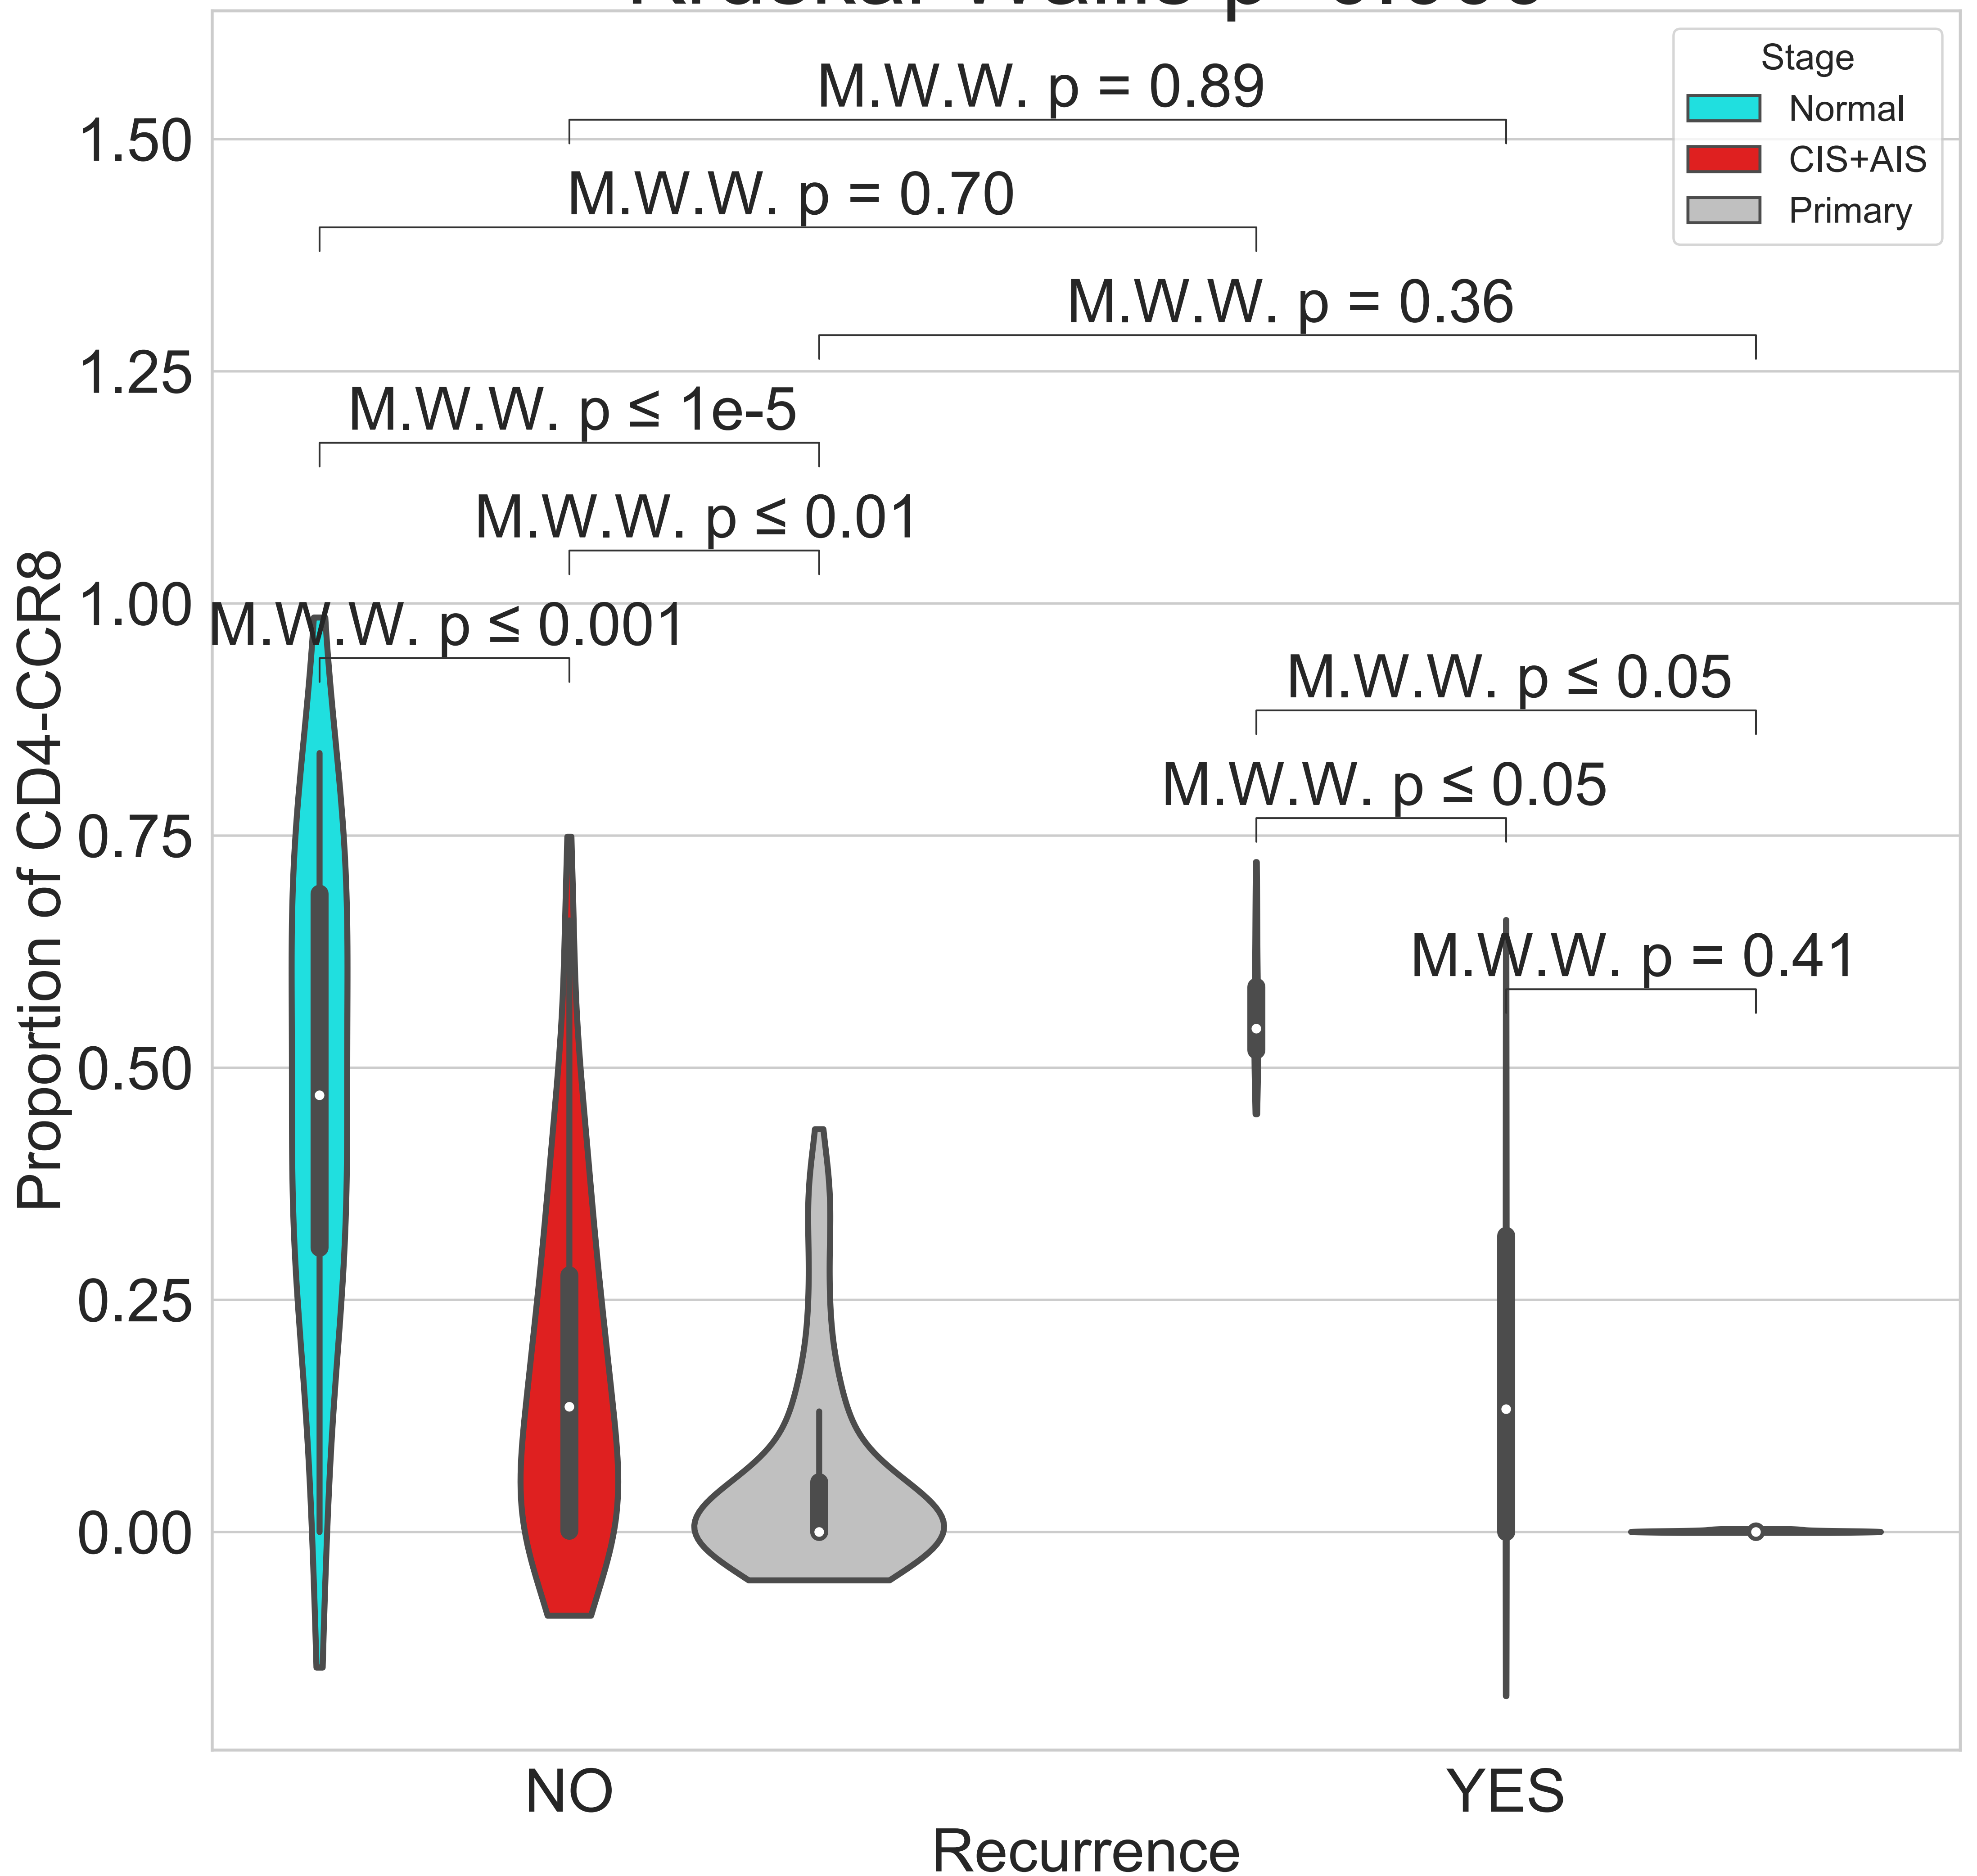 Stage
Normal
CIS+AIS
Primary
M.W.W. p = 0.89
M.W.W. p = 0.70
M.W.W. p = 0.36
M.W.W. p ≤ 1e-5
M.W.W. p ≤ 0.01
M.W.W. p ≤ 0.001
M.W.W. p ≤ 0.05
M.W.W. p ≤ 0.05
M.W.W. p = 0.41
1.50
1.25
1.00
0.75
0.50
0.25
0.00
Proportion of CD4-CCR8
NO
YES
Recurrence